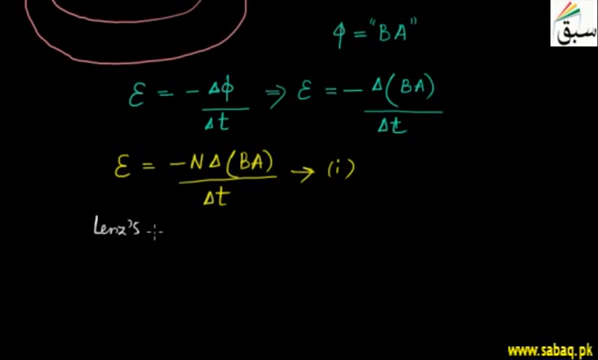 φ = "BA"
سبق
ε = - Δφ/Δt ⇒ ε = - Δ(BA)/Δt
ε = -NΔ(BA)/Δt → (i)
Lenz's
www.sabaq.pk